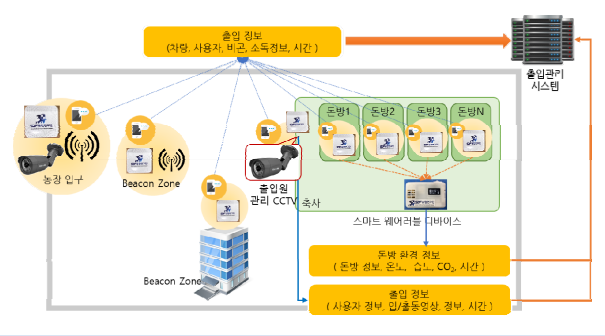 출입 정보
(차량, 사용자, 비콘, 소독정보, 시간)
출입관리
시스템
돈방1
돈방2
돈방3
돈방N
농장 입구
Beacon Zone
출입원
관리 CCTV
축사
스마트 웨어러블 디바이스
돈방 환경 정보
( 돈방 정보, 온도, 습도, CO₂, 시간 )
Beacon Zone
출입 정보
( 사용자 정보, 입/출동영상, 정보, 시간 )